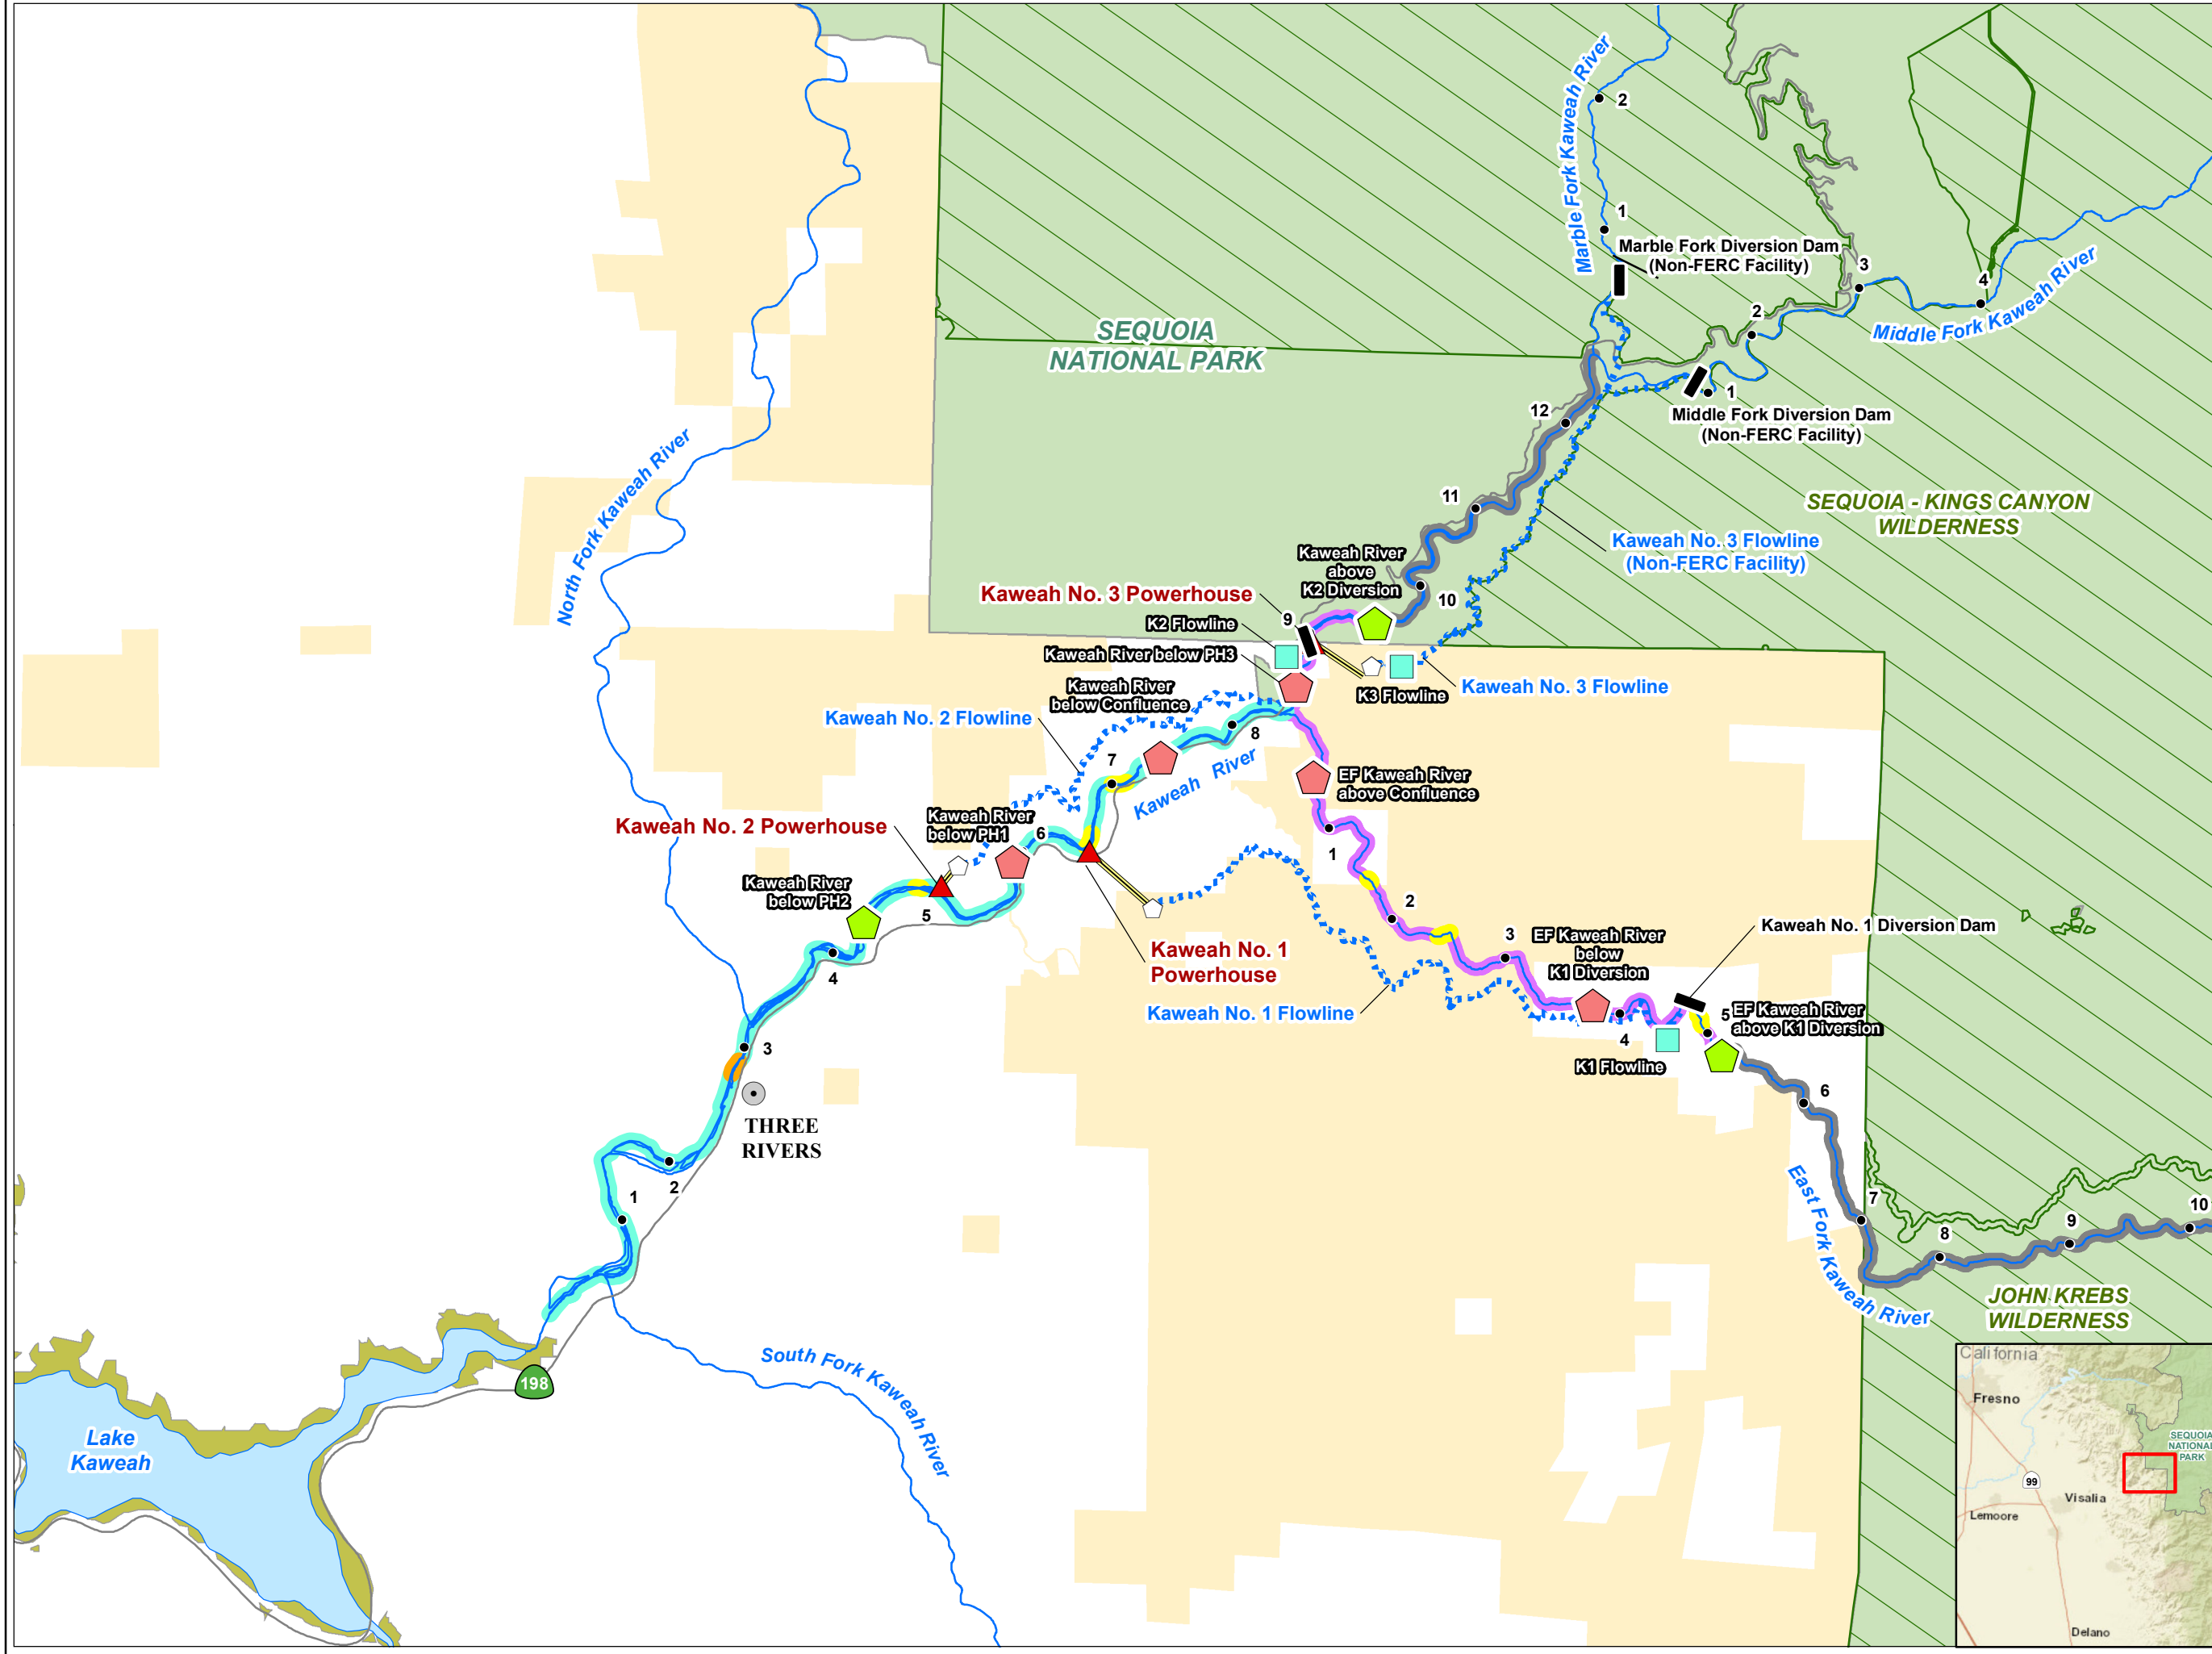 Marble Fork Kaweah River
2
1
Marble Fork Diversion Dam
(Non-FERC Facility)
3
4
2
Middle Fork Kaweah River
1
Middle Fork Diversion Dam
(Non-FERC Facility)
SEQUOIA
NATIONAL PARK
12
11
10
9
North Fork Kaweah River
SEQUOIA - KINGS CANYON
WILDERNESS
Kaweah No. 3 Flowline
(Non-FERC Facility)
Kaweah River
above
K2 Diversion
Kaweah No. 3 Powerhouse
K2 Flowline
Kaweah River below PH3
K3 Flowline
Kaweah No. 3 Flowline
Kaweah River
below Confluence
Kaweah No. 2 Flowline
8
7
Kaweah River
EF Kaweah River
above Confluence
Kaweah No. 2 Powerhouse
Kaweah River
below PH1
6
1
Kaweah River
below PH2
5
2
4
3
Kaweah No. 1
Powerhouse
EF Kaweah River
below
K1 Diversion
Kaweah No. 1 Diversion Dam
Kaweah No. 1 Flowline
4
5
EF Kaweah River
above K1 Diversion
K1 Flowline
3
6
THREE
RIVERS
2
1
7
8
9
10
East Fork Kaweah River
JOHN KREBS
WILDERNESS
South Fork Kaweah River
198
Lake
Kaweah
California
Fresno
SEQUOIA
NATIONAL
PARK
99
Visalia
Lemoore
Delano